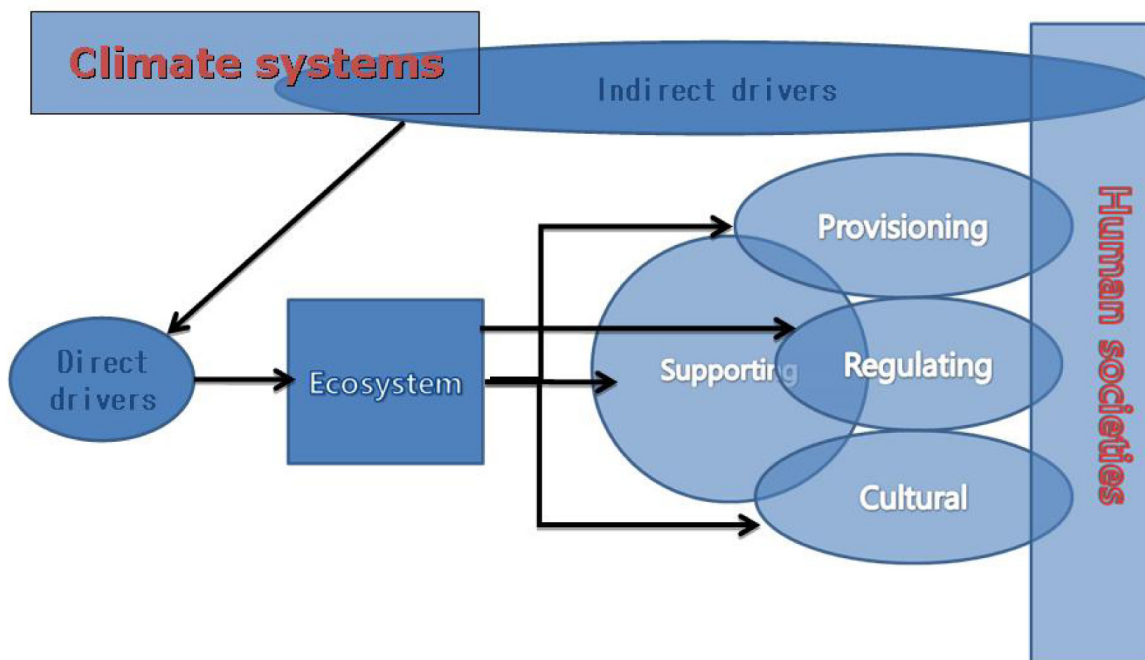 Climate systems
Indirect drivers
Provisioning
Direct
drivers
Ecosystem
Supporting
Regulating
Cultural
Human societies